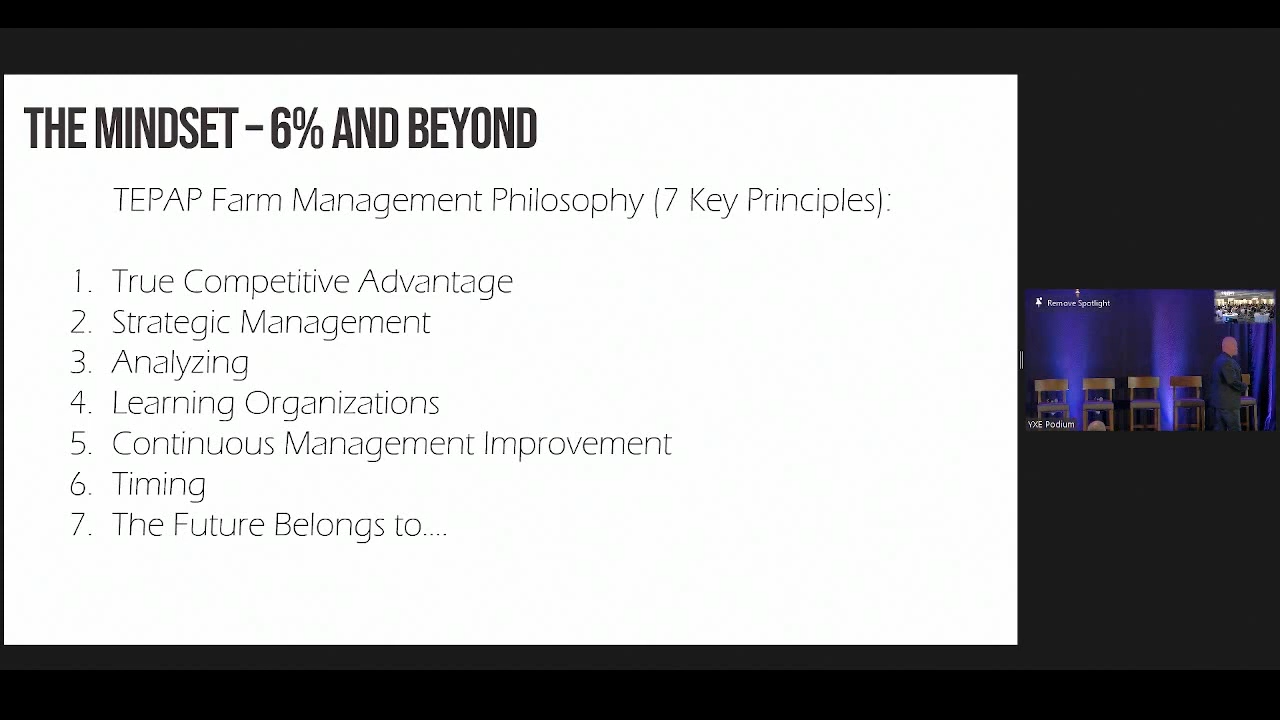 THE MINDSET – 6% AND BEYOND
TEPAP Farm Management Philosophy (7 Key Principles):
1. True Competitive Advantage
2. Strategic Management
3. Analyzing
4. Learning Organizations
5. Continuous Management Improvement
6. Timing
7. The Future Belongs to....
Remove Spotlight
YXE Podium